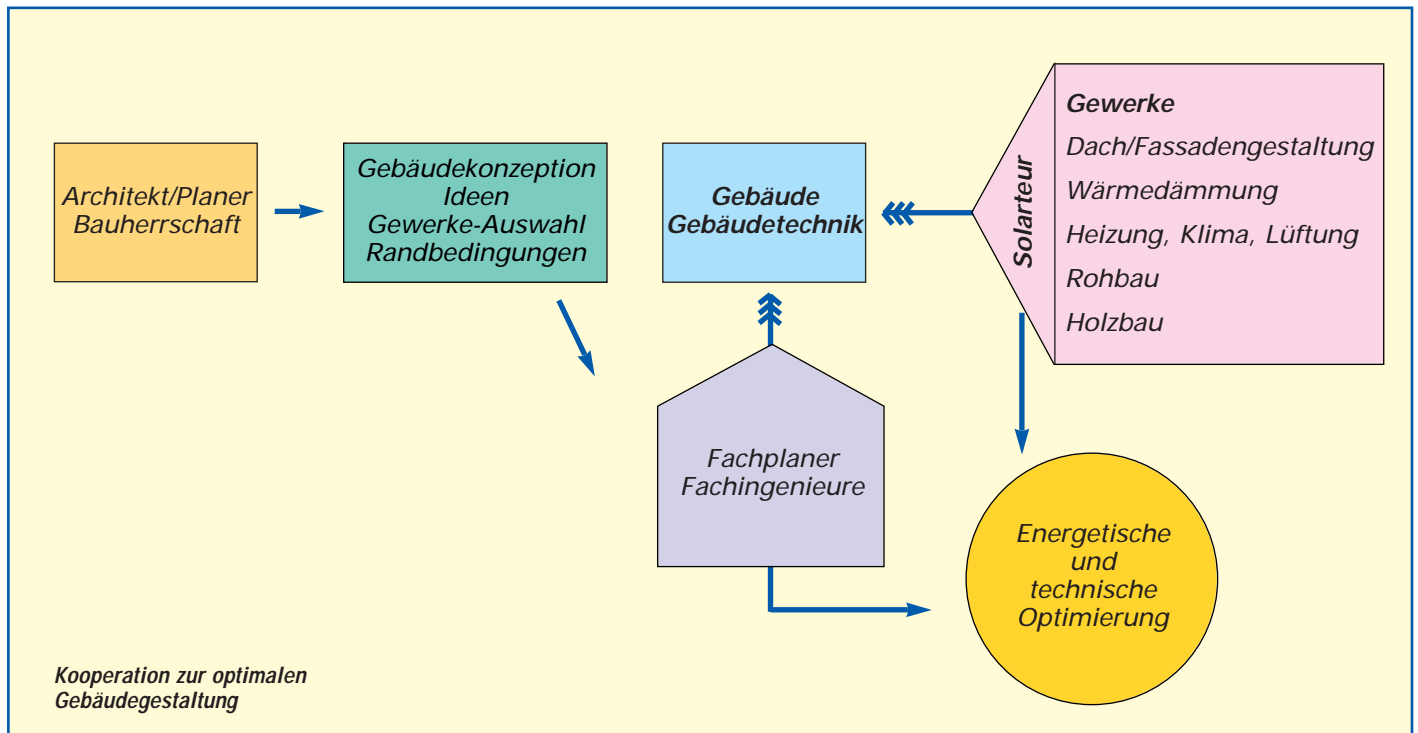 Architekt/Planer
Bauherrschaft
Gebäudekonzeption
Ideen
Gewerke-Auswahl
Randbedingungen
Gebäude
Gebäudetechnik
Solarteur
Gewerke
Dach/Fassadengestaltung
Wärmedämmung
Heizung, Klima, Lüftung
Rohbau
Holzbau
Fachplaner
Fachingenieure
Energetische
und
technische
Optimierung
Kooperation zur optimalen
Gebäudegestaltung